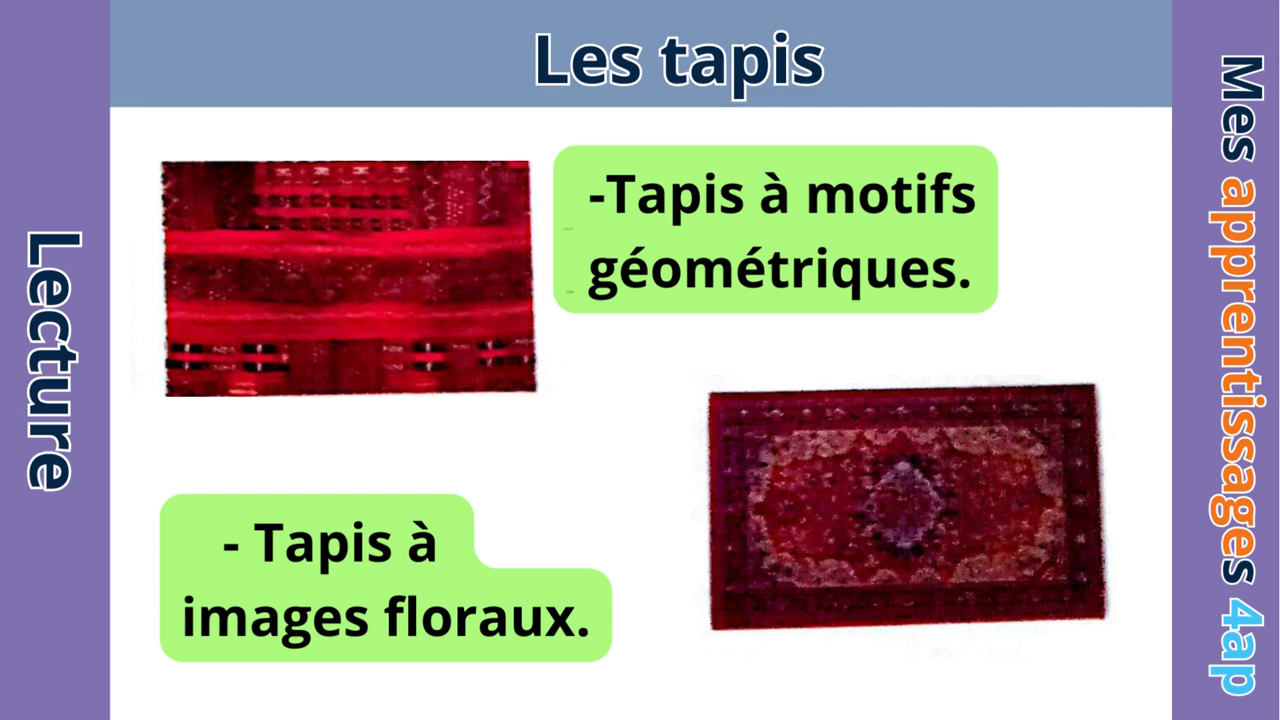 Les tapis
-Tapis à motifs
géométriques.
- Tapis à
images floraux.
Lecture
Mes apprentissages 4ap